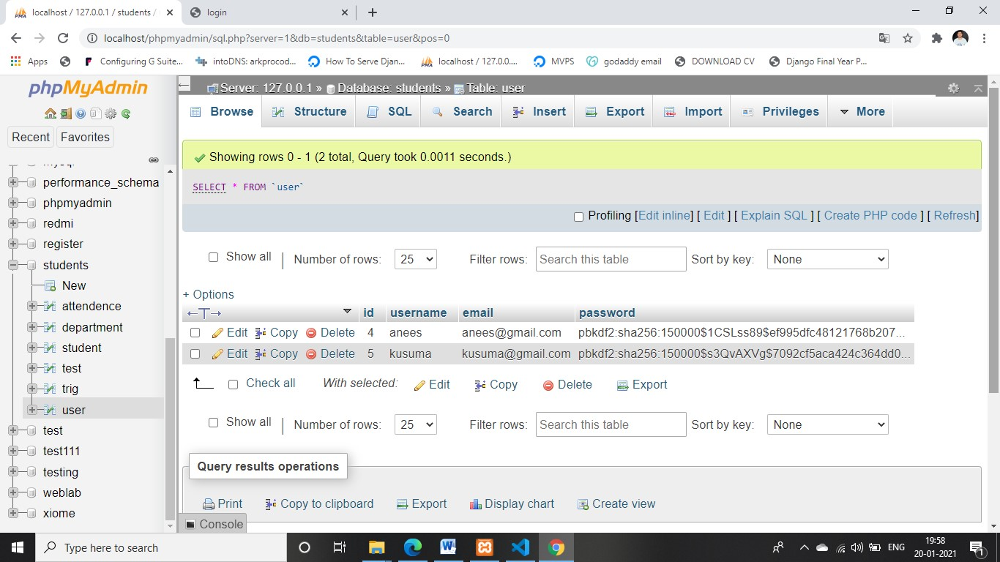 localhost / 127.0.0.1 / students /
login
localhost/phpmyadmin/sql.php?server=1&db=students&table=user&pos=0
Apps
Configuring G Suite...
intoDNS: arkprocod...
How To Serve Djan...
localhost / 127.0.0....
MVPS
godaddy email
DOWNLOAD CV
Django Final Year P...
phpMyAdmin
Recent
Favorites
performance_schema
phpmyadmin
redmi
register
students
New
attendence
department
student
test
trig
user
test
test111
testing
weblab
xiome
Server: 127.0.0.1 » Database: students » Table: user
Browse Structure SQL Search Insert Export Import Privileges More
Showing rows 0 - 1 (2 total, Query took 0.0011 seconds.)
SELECT * FROM `user`
Profiling [Edit inline] [ Edit ] [ Explain SQL ] [ Create PHP code ] [ Refresh]
Show all | Number of rows: 25 Filter rows: Search this table Sort by key: None
+ Options
←T→ id username email password
Edit Copy Delete 4 anees anees@gmail.com pbkdf2:sha256:150000$1CSLss89$ef995dfc48121768b207...
Edit Copy Delete 5 kusuma kusuma@gmail.com pbkdf2:sha256:150000$s3QvAXVg$7092cf5aca424c364dd0...
Check all With selected: Edit Copy Delete Export
Show all | Number of rows: 25 Filter rows: Search this table Sort by key: None
Query results operations
Print Copy to clipboard Export Display chart Create view
Console
Type here to search
ENG
19:58
20-01-2021
1